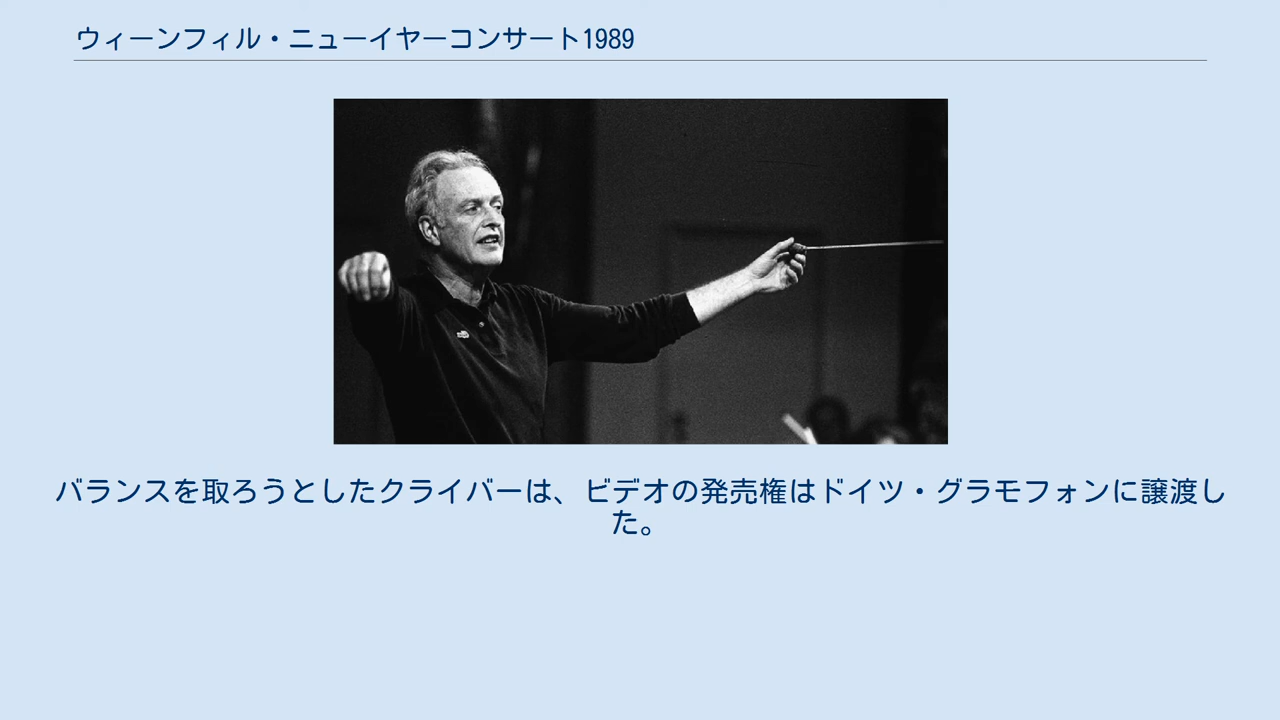 ウィーンフィル・ニューイヤーコンサート1989
バランスを取ろうとしたクライバーは、ビデオの発売権はドイツ・グラモフォンに譲渡し
た。